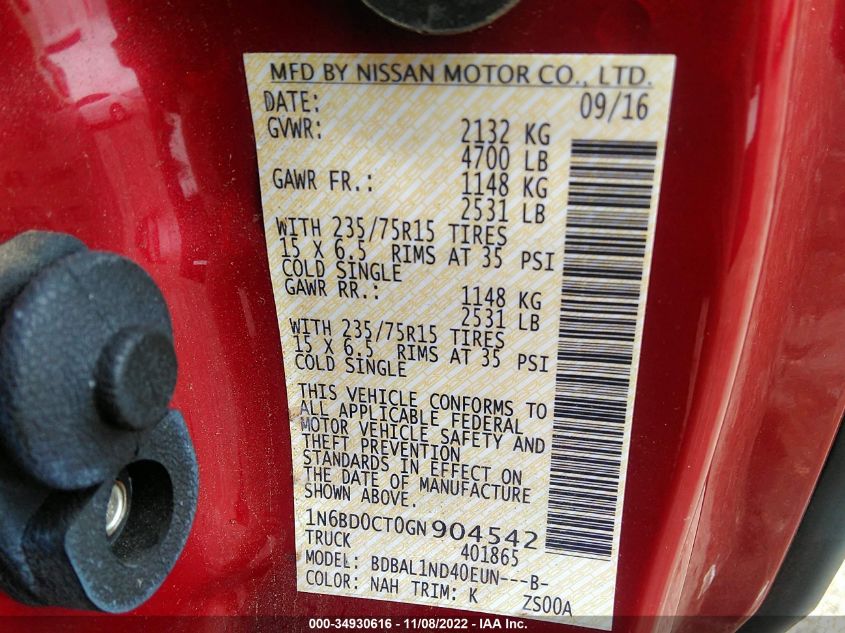 MFD BY NISSAN MOTOR CO., LTD.
DATE: 09/16
GVWR: 2132 KG
4700 LB
GAWR FR.: 1148 KG
2531 LB
WITH 235/75R15 TIRES
15 X 6.5 RIMS AT 35 PSI
COLD SINGLE
GAWR RR.: 1148 KG
2531 LB
WITH 235/75R15 TIRES
15 X 6.5 RIMS AT 35 PSI
COLD SINGLE
THIS VEHICLE CONFORMS TO
ALL APPLICABLE FEDERAL
MOTOR VEHICLE SAFETY AND
THEFT PREVENTION
STANDARDS IN EFFECT ON
THE DATE OF MANUFACTURE
SHOWN ABOVE.
1N6BD0CT0GN904542
TRUCK 401865
MODEL: BDBAL1ND40EUN---B-
COLOR: NAH TRIM: K ZS00A
000-34930616 - 11/08/2022 - IAA Inc.